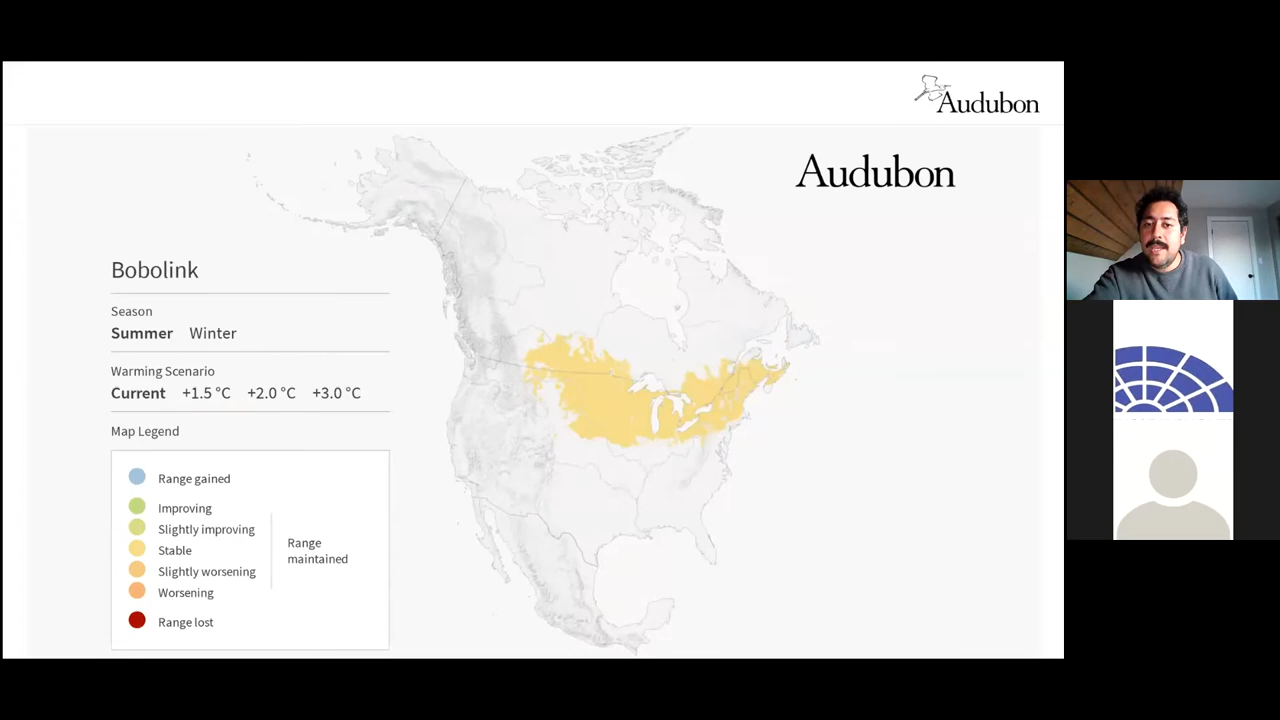 Audubon
Audubon
Bobolink
Season
Summer Winter
Warming Scenario
Current +1.5 °C +2.0 °C +3.0 °C
Map Legend
Range gained
Improving
Slightly improving
Stable
Slightly worsening
Worsening
Range maintained
Range lost